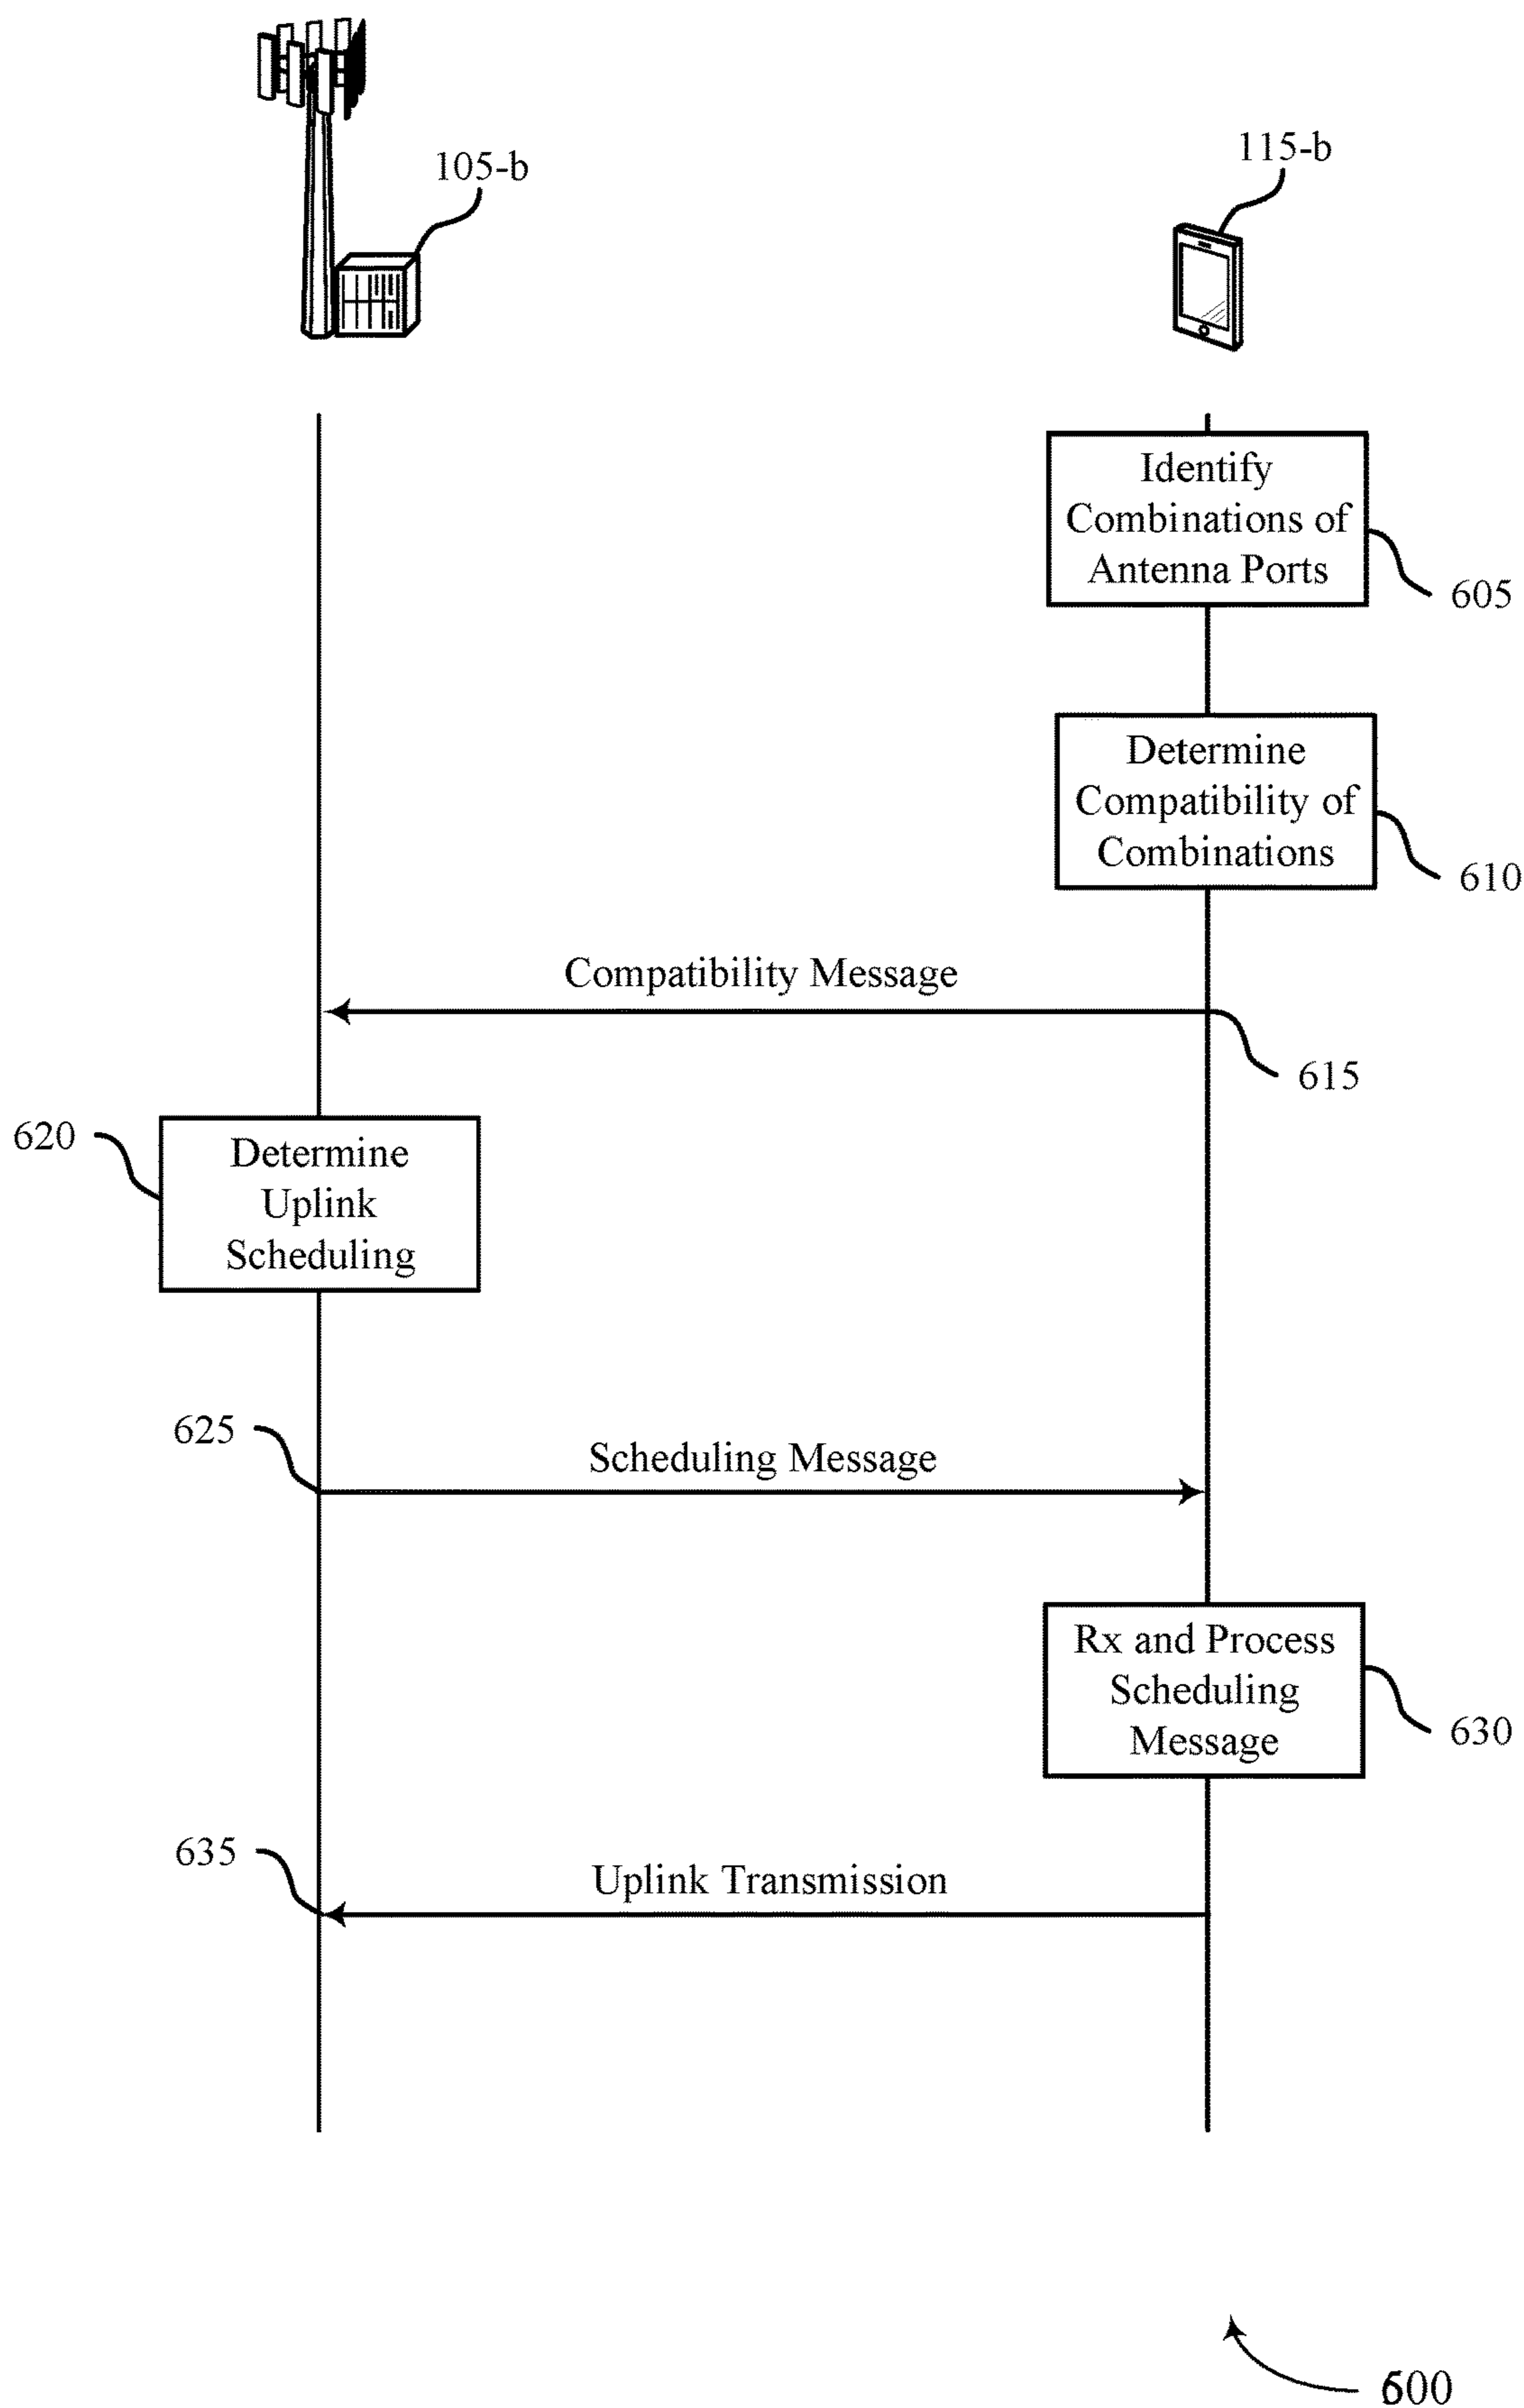 105-b
115-b
Identify
Combinations of
Antenna Ports
605
Determine
Compatibility of
Combinations
610
Compatibility Message
615
620
Determine
Uplink
Scheduling
625
Scheduling Message
Rx and Process
Scheduling
Message
630
635
Uplink Transmission
600